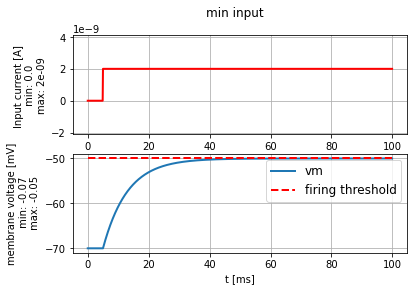 min input
1e−9
Input current [A]
min: 0.0
max: 2e-09
4
2
0
−2
0 20 40 60 80 100
membrane voltage [mV]
min: -0.07
max: -0.05
−50
−60
−70
vm
firing threshold
0 20 40 60 80 100
t [ms]